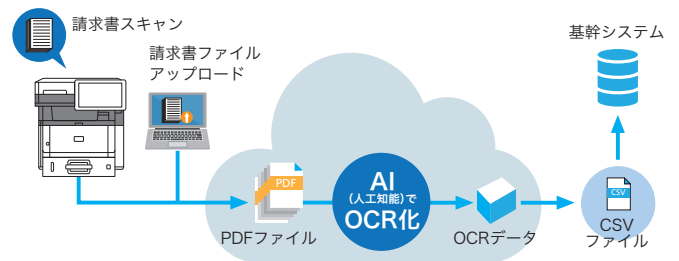 請求書スキャン
請求書ファイル
アップロード
基幹システム
PDF
PDFファイル
AI
(人工知能)で
OCR化
OCRデータ
CSV
CSV
ファイル